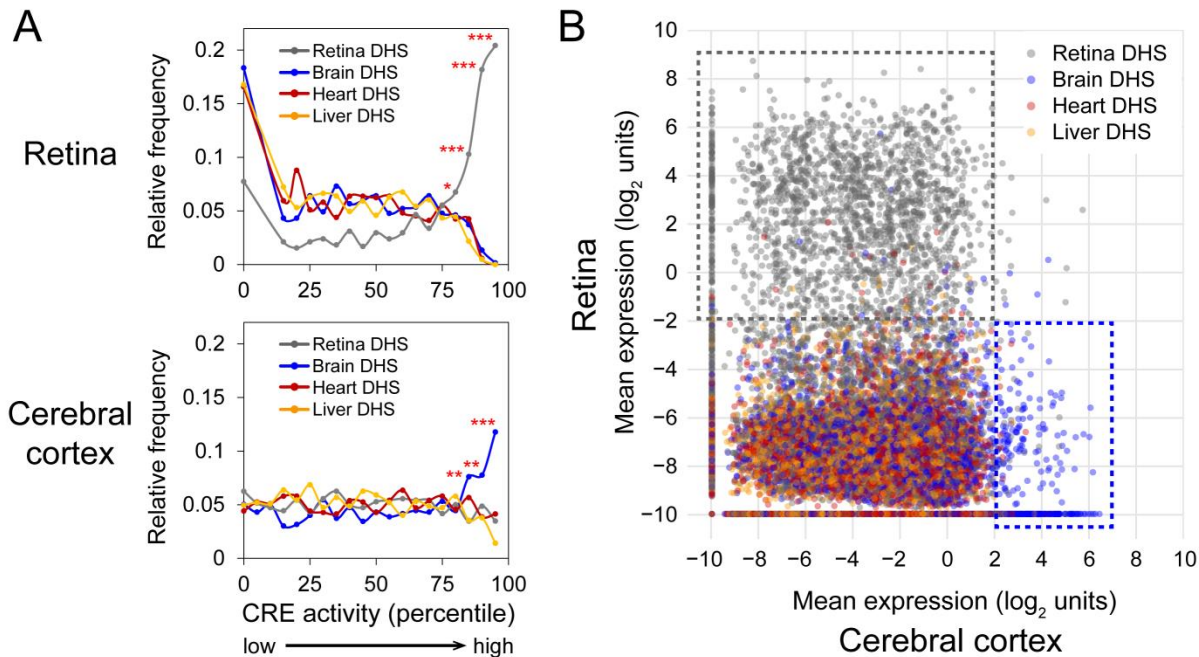 A
Retina
Relative frequency
0.2
0.15
0.1
0.05
0
Retina DHS
Brain DHS
Heart DHS
Liver DHS
***
***
***
*
0 25 50 75 100
Cerebral
cortex
Relative frequency
0.2
0.15
0.1
0.05
0
Retina DHS
Brain DHS
Heart DHS
Liver DHS
***
**
**
0 25 50 75 100
CRE activity (percentile)
low high
B
Retina
Mean expression (log2 units)
10
8
6
4
2
0
−2
−4
−6
−8
−10
Retina DHS
Brain DHS
Heart DHS
Liver DHS
−10 −8 −6 −4 −2 0 2 4 6 8 10
Mean expression (log2 units)
Cerebral cortex